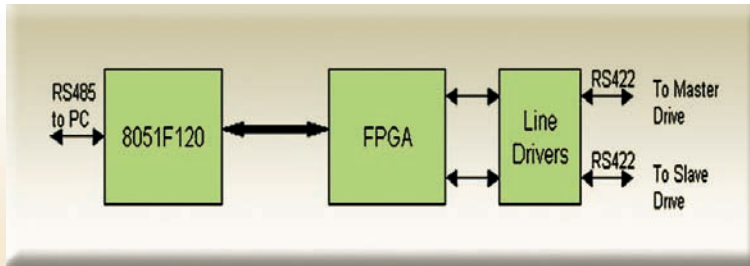 RS485
to PC
8051F120
FPGA
Line
Drivers
RS422
To Master
Drive
RS422
To Slave
Drive